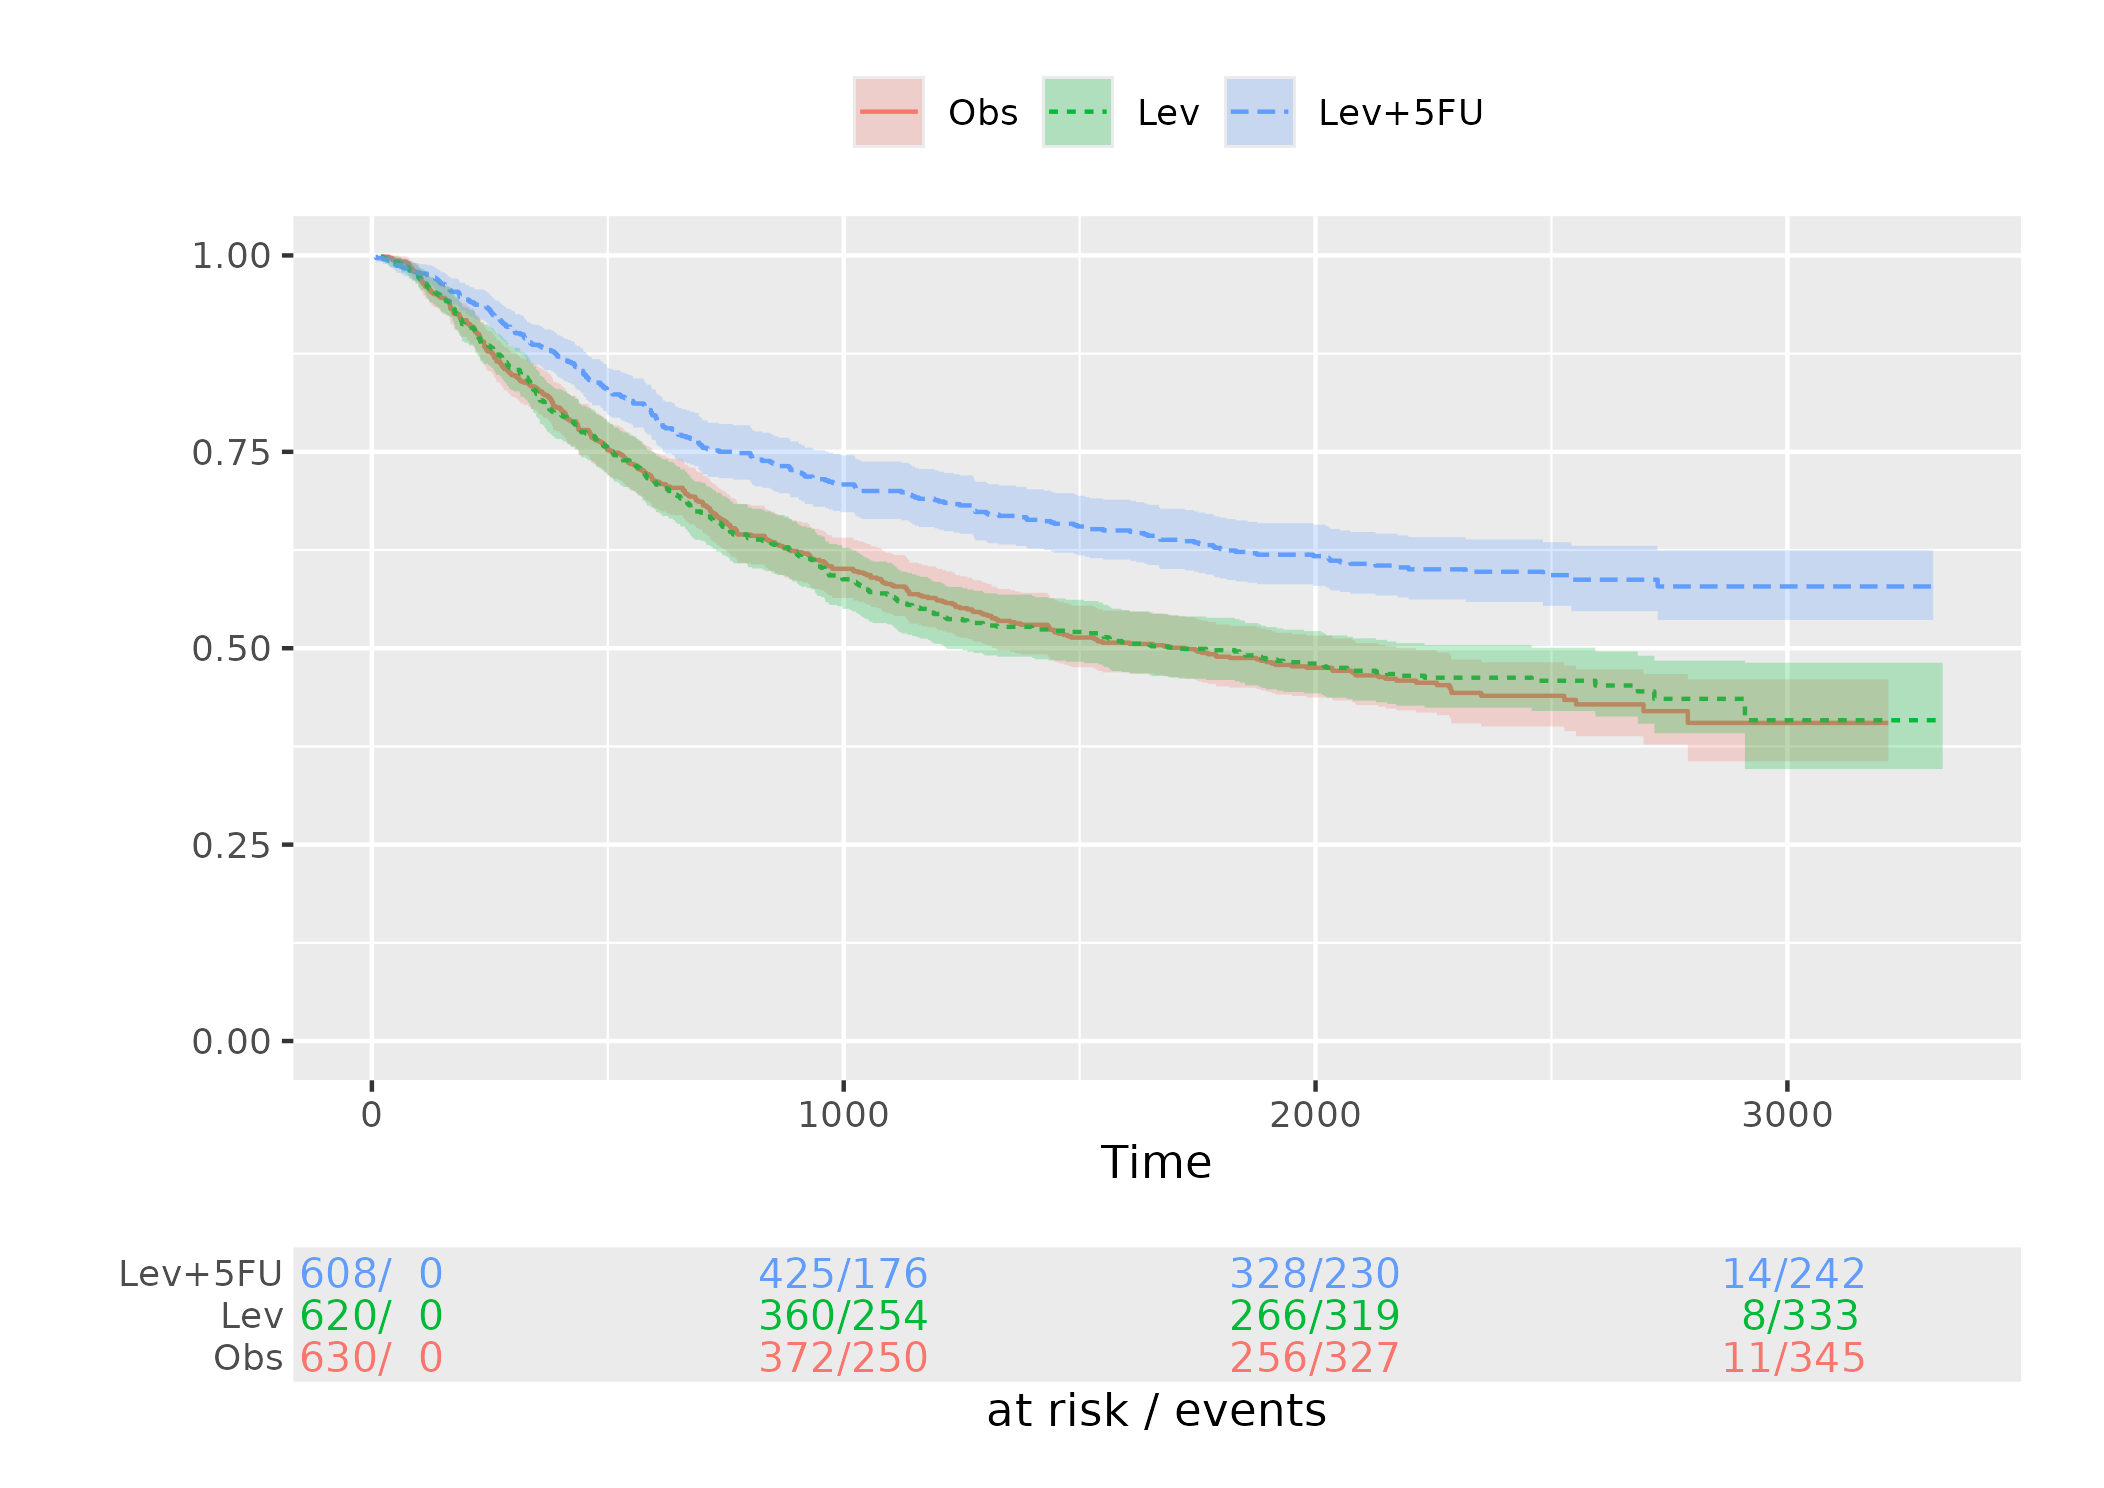 Obs Lev Lev+5FU
1.00
0.75
0.50
0.25
0.00
0 1000 2000 3000
Time
Lev+5FU 608/ 0 425/176 328/230 14/242
Lev 620/ 0 360/254 266/319 8/333
Obs 630/ 0 372/250 256/327 11/345
at risk / events